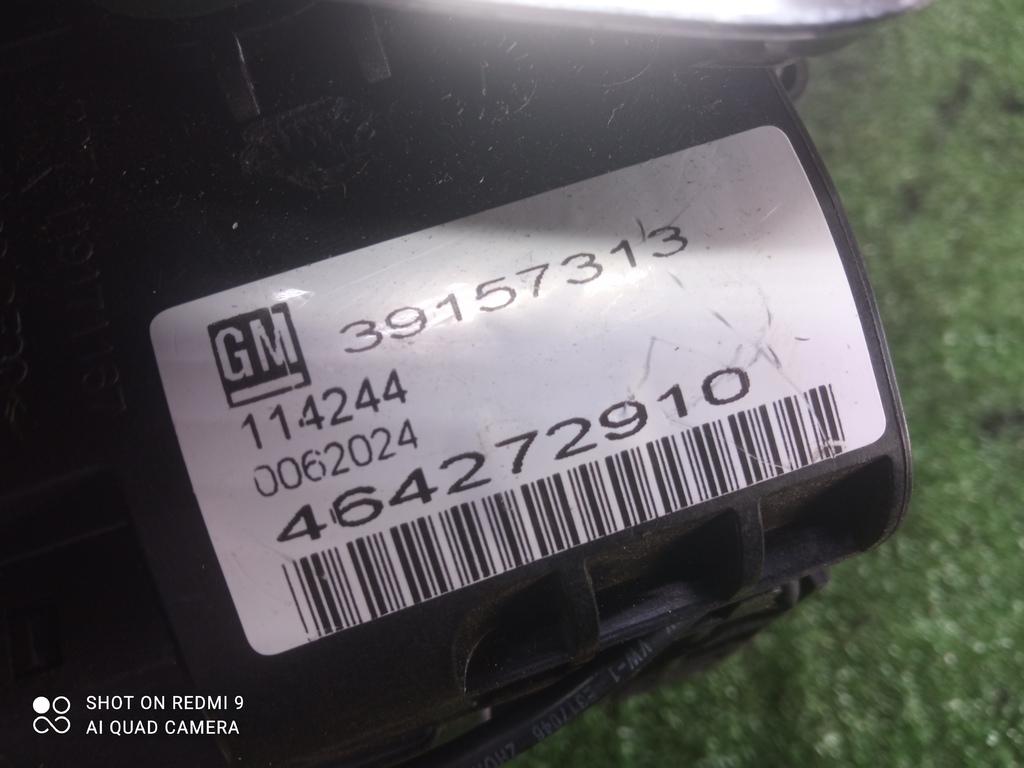 GM 39157313
114244
0062024
464272910
SHOT ON REDMI 9
AI QUAD CAMERA